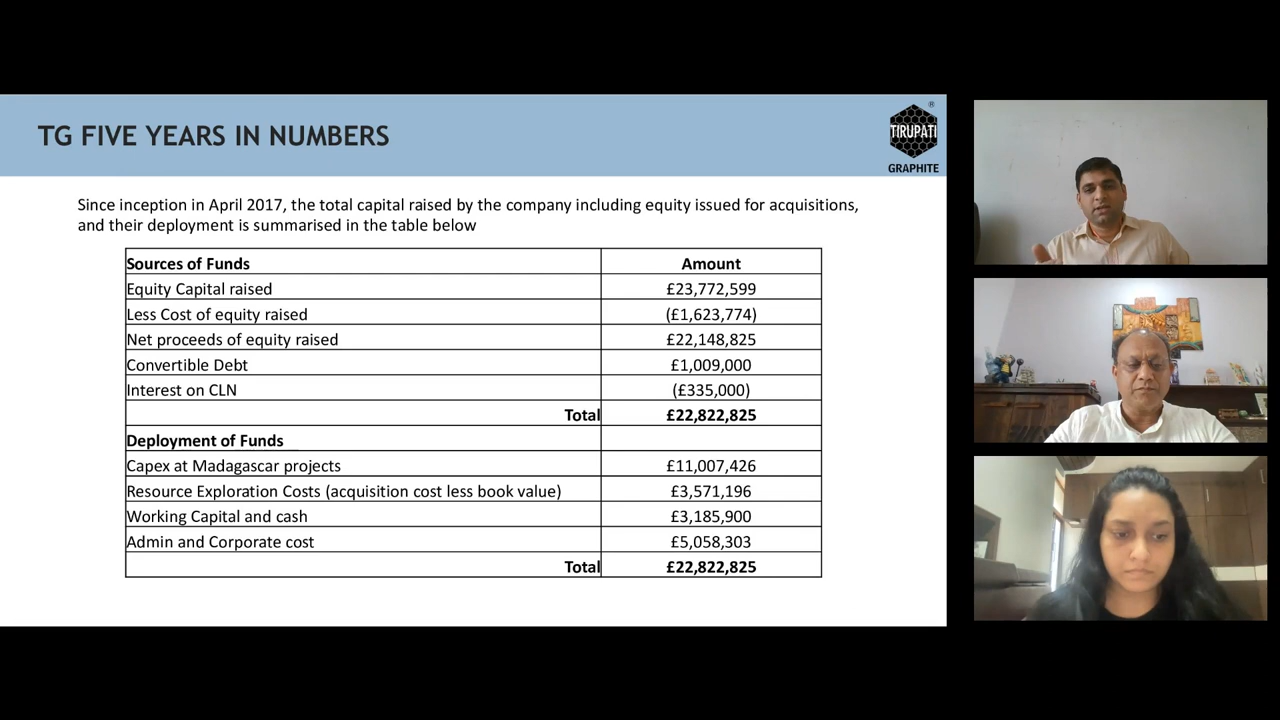 TG FIVE YEARS IN NUMBERS
®
TIRUPATI
GRAPHITE
Since inception in April 2017, the total capital raised by the company including equity issued for acquisitions,
and their deployment is summarised in the table below
Sources of Funds Amount
Equity Capital raised £23,772,599
Less Cost of equity raised (£1,623,774)
Net proceeds of equity raised £22,148,825
Convertible Debt £1,009,000
Interest on CLN (£335,000)
Total £22,822,825
Deployment of Funds
Capex at Madagascar projects £11,007,426
Resource Exploration Costs (acquisition cost less book value) £3,571,196
Working Capital and cash £3,185,900
Admin and Corporate cost £5,058,303
Total £22,822,825